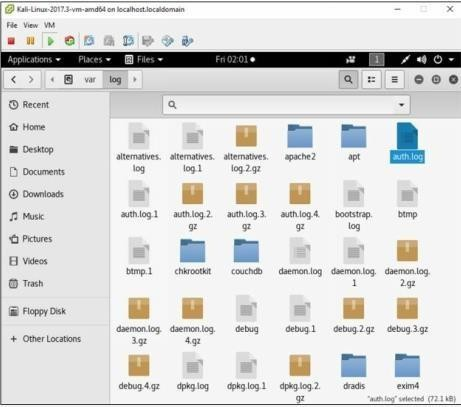 Kali-Linux-2017.3-vm-amd64 on localhost.localdomain
File View VM
Applications Places Files Fri 02:01 1
var log
Recent
Home
Desktop
Documents
Downloads
Music
Pictures
Videos
Trash
Floppy Disk
+ Other Locations
alternatives.log
alternatives.log.1
alternatives.log.2.gz
apache2
apt
auth.log
auth.log.1
auth.log.2.gz
auth.log.3.gz
auth.log.4.gz
bootstrap.log
btmp
btmp.1
chkrootkit
couchdb
daemon.log
daemon.log.1
daemon.log.2.gz
daemon.log.3.gz
daemon.log.4.gz
debug
debug.1
debug.2.gz
debug.3.gz
debug.4.gz
dpkg.log
dpkg.log.1
dpkg.log.2.gz
dradis
exim4
"auth.log" selected (72.1 kB)